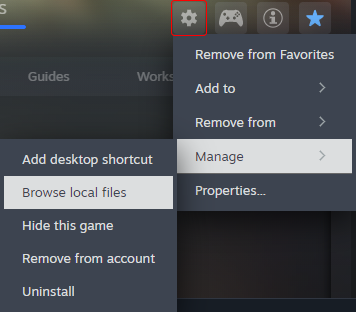 s
Guides
Works
Remove from Favorites
Add to
Remove from
Manage
Properties...
Add desktop shortcut
Browse local files
Hide this game
Remove from account
Uninstall